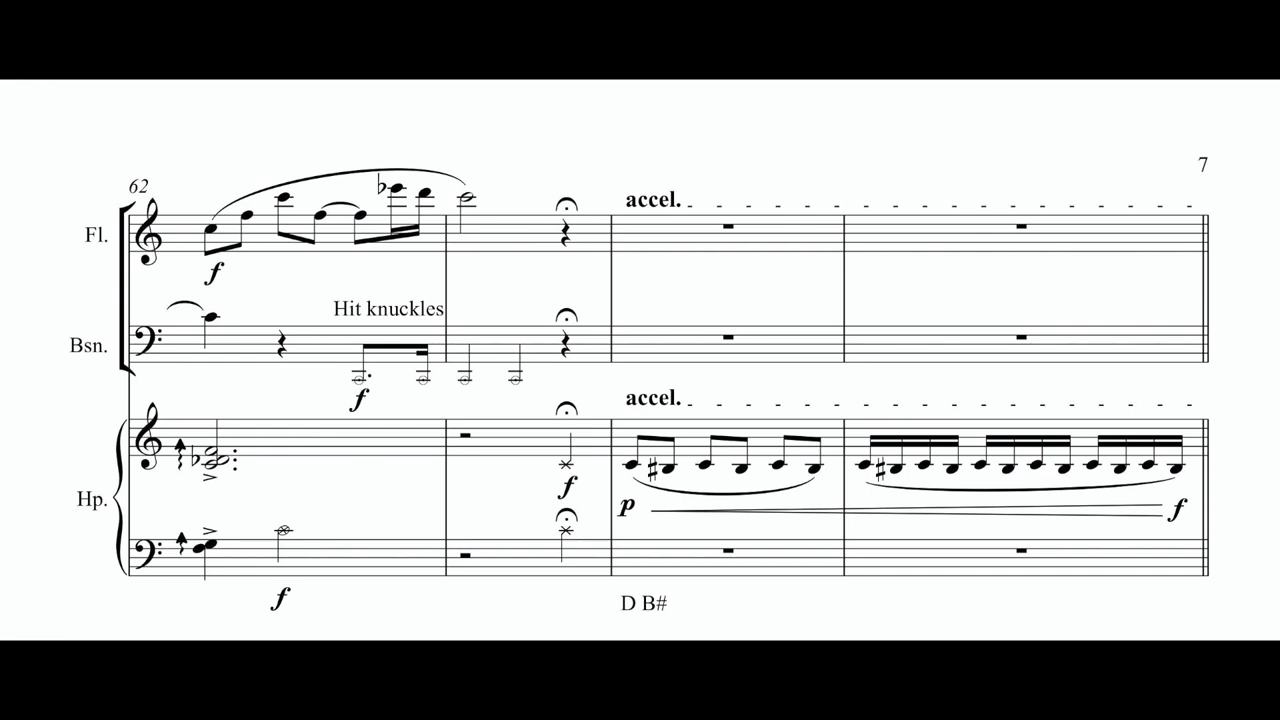 7
62
accel.
Fl.
f
Hit knuckles
Bsn.
f
accel.
Hp.
f
p
f
f
D B#